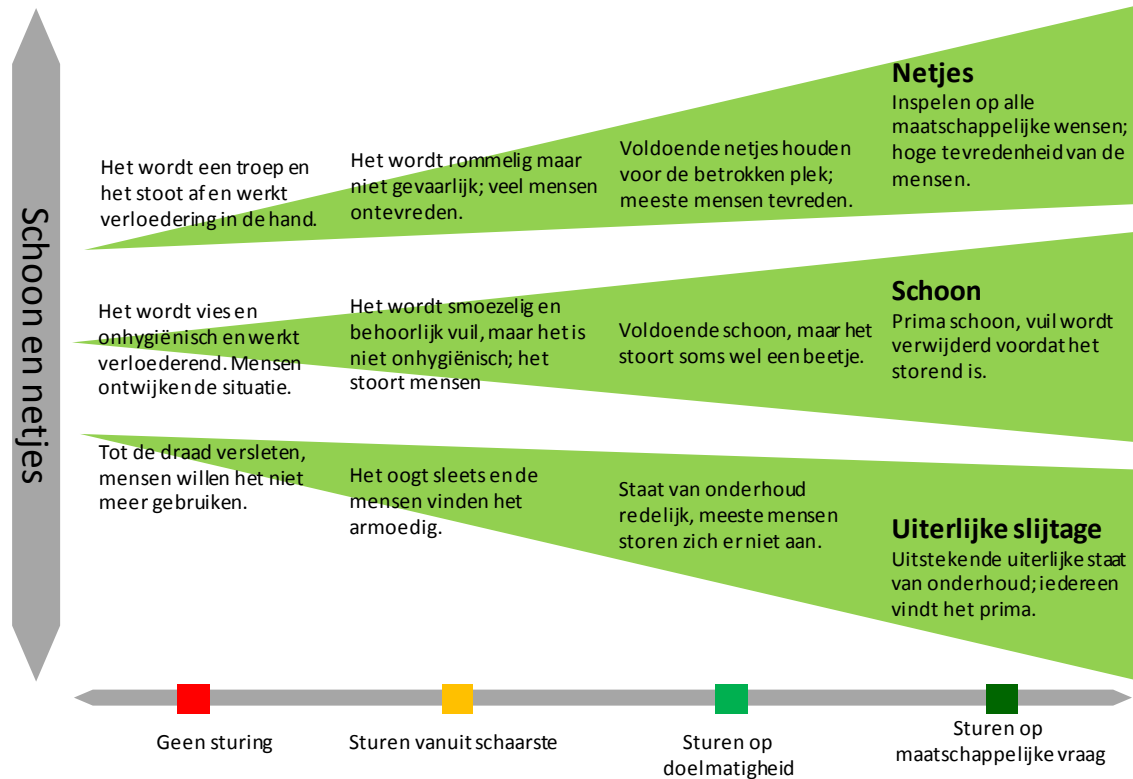 Schoon en netjes
Netjes
Inspelen op alle
maatschappelijke wensen;
hoge tevredenheid van de
mensen.
Voldoende netjes houden
voor de betrokken plek;
meeste mensen tevreden.
Het wordt rommelig maar
niet gevaarlijk; veel mensen
ontevreden.
Het wordt een troep en
het stoot af en werkt
verloedering in de hand.
Schoon
Prima schoon, vuil wordt
verwijderd voordat het
storend is.
Voldoende schoon, maar het
stoort soms wel een beetje.
Het wordt smoezelig en
behoorlijk vuil, maar het is
niet onhygiënisch; het
stoort mensen
Het wordt vies en
onhygiënisch en werkt
verloederend. Mensen
ontwijken de situatie.
Tot de draad versleten,
mensen willen het niet
meer gebruiken.
Het oogt sleets en de
mensen vinden het
armoedig.
Staat van onderhoud
redelijk, meeste mensen
storen zich er niet aan.
Uiterlijke slijtage
Uitstekende uiterlijke staat
van onderhoud; iedereen
vindt het prima.
Geen sturing
Sturen vanuit schaarste
Sturen op
doelmatigheid
Sturen op
maatschappelijke vraag